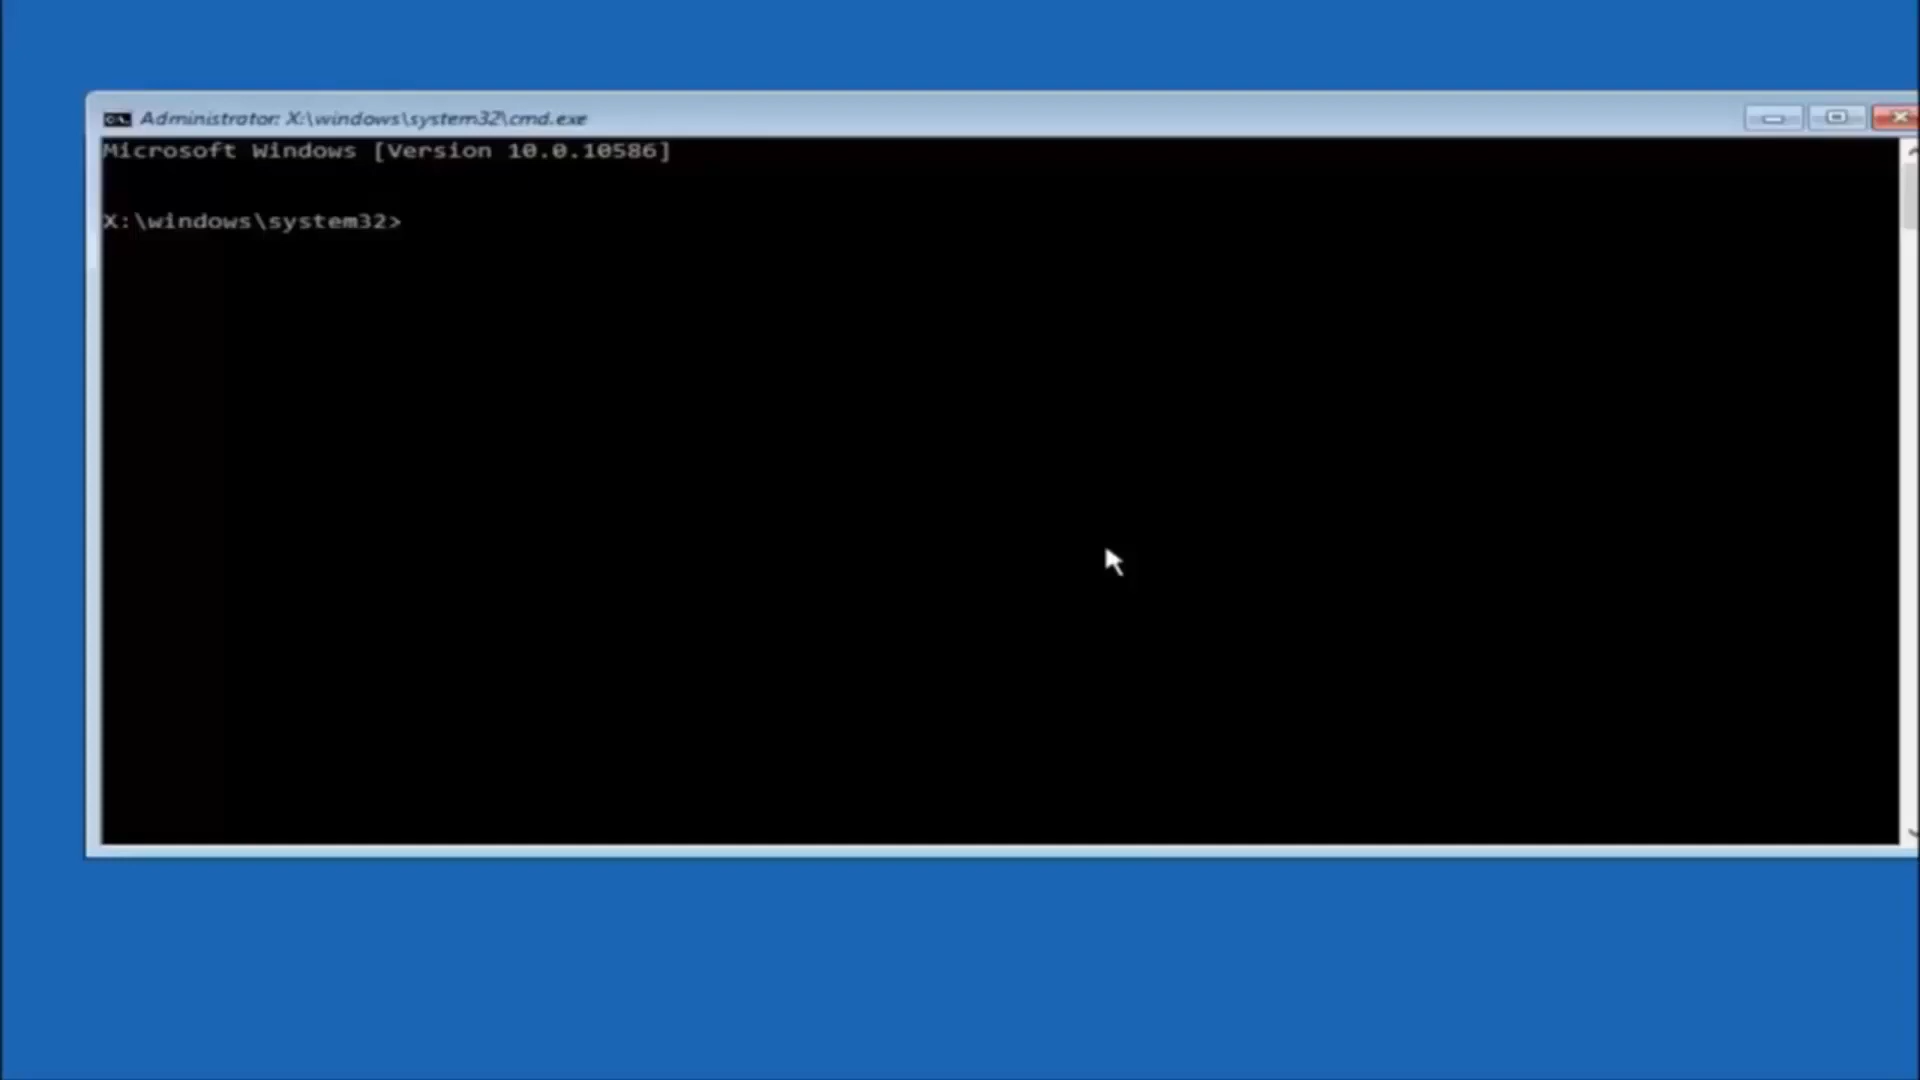 Administrator: X:\windows\system32\cmd.exe
Microsoft Windows [Version 10.0.10586]
X:\windows\system32>